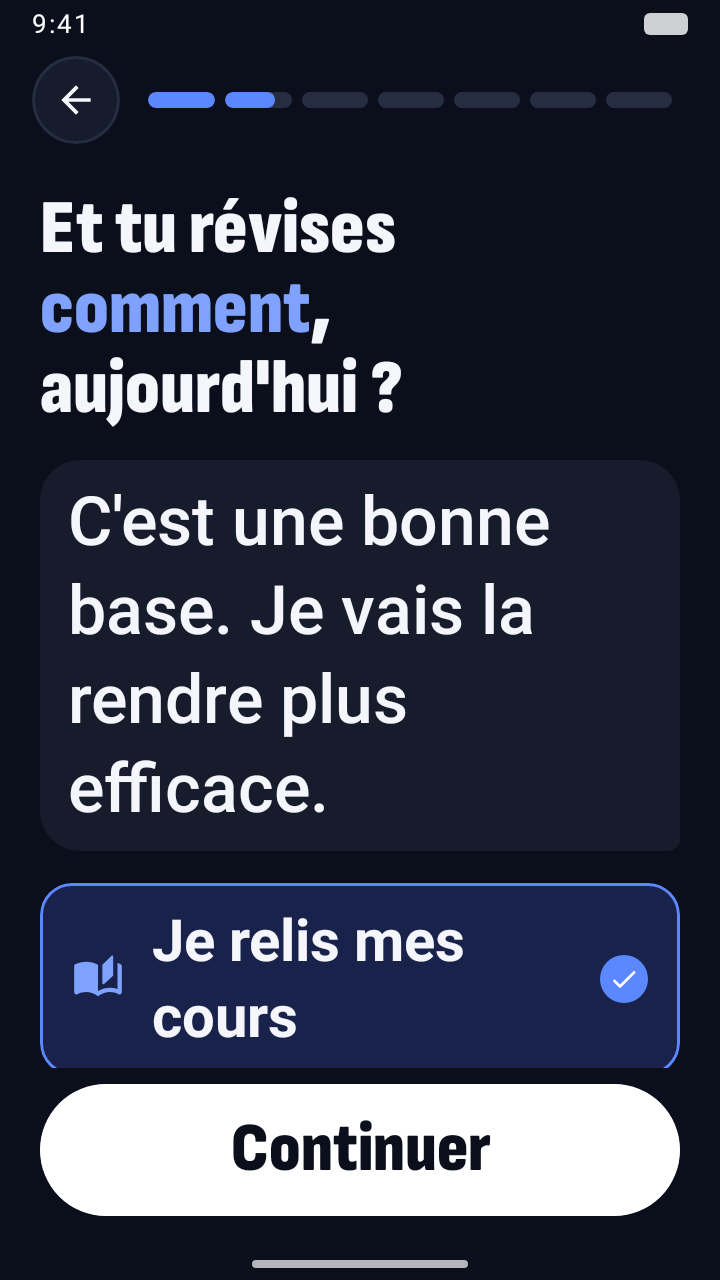 9:41
Et tu révises
comment,
aujourd'hui ?
C'est une bonne
base. Je vais la
rendre plus
efficace.
Je relis mes
cours
Continuer